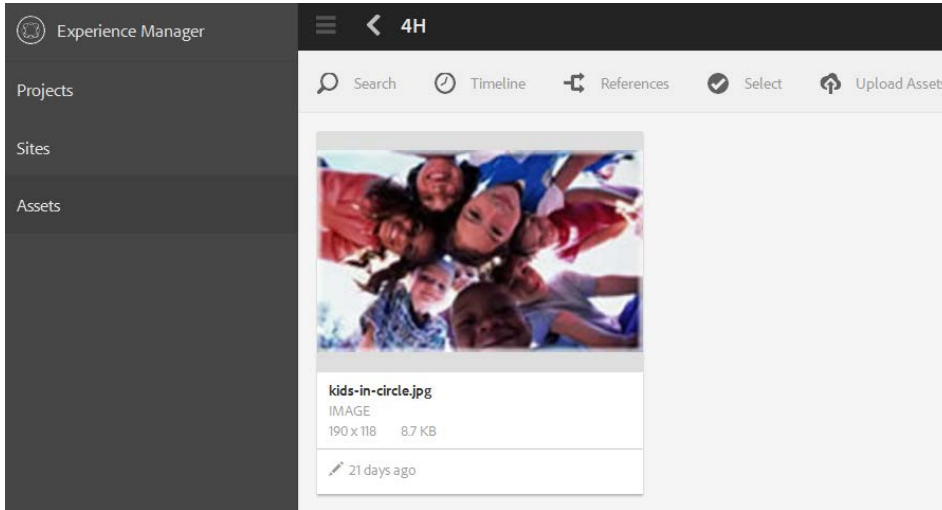 Experience Manager
Projects
Sites
Assets
4H
Search Timeline References Select Upload Assets
kids-in-circle.jpg
IMAGE
190 x 118 8.7 KB
21 days ago